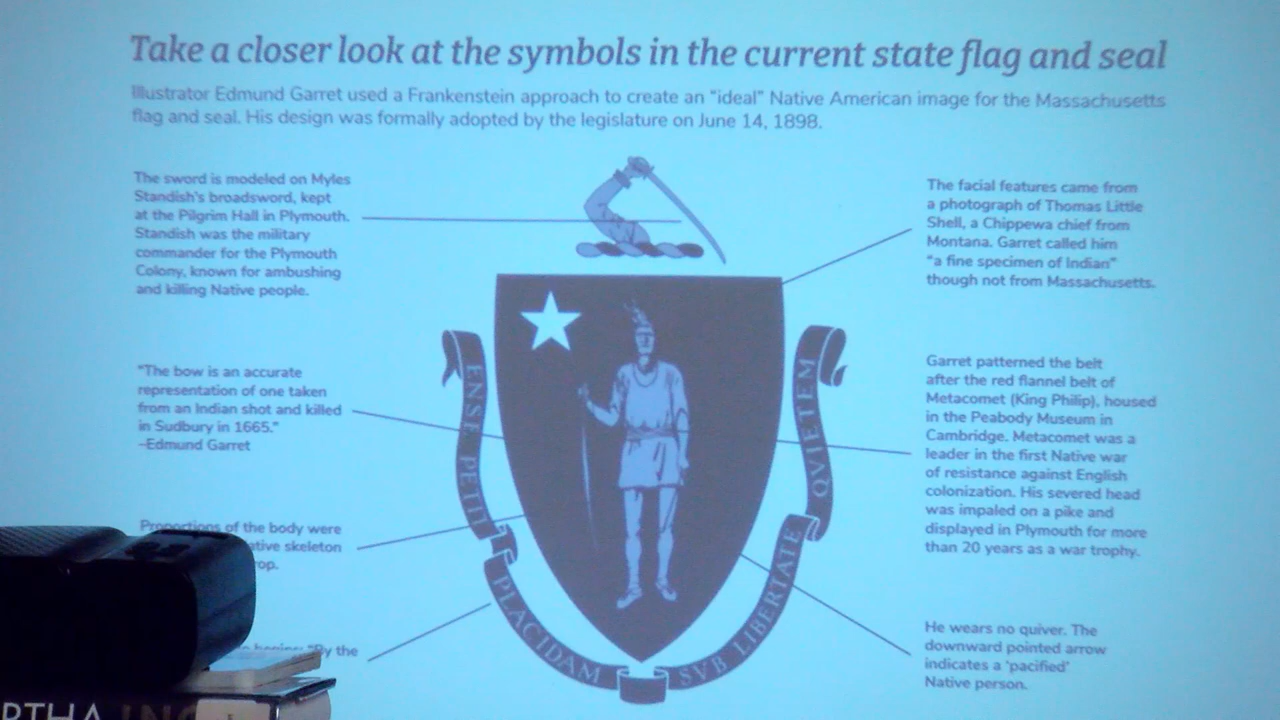 Take a closer look at the symbols in the current state flag and seal
Illustrator Edmund Garret used a Frankenstein approach to create an "ideal" Native American image for the Massachusetts
flag and seal. His design was formally adopted by the legislature on June 14, 1898.
The sword is modeled on Myles
Standish's broadsword, kept
at the Pilgrim Hall in Plymouth.
Standish was the military
commander for the Plymouth
Colony, known for ambushing
and killing Native people.
"The bow is an accurate
representation of one taken
from an Indian shot and killed
in Sudbury in 1665."
–Edmund Garret
Proportions of the body were
skeleton
By the
ENSE PETIT
PLACIDAM
SVB LIBERTATE
QVIETEM
The facial features came from
a photograph of Thomas Little
Shell, a Chippewa chief from
Montana. Garret called him
"a fine specimen of Indian"
though not from Massachusetts.
Garret patterned the belt
after the red flannel belt of
Metacomet (King Philip), housed
in the Peabody Museum in
Cambridge. Metacomet was a
leader in the first Native war
of resistance against English
colonization. His severed head
was impaled on a pike and
displayed in Plymouth for more
than 20 years as a war trophy.
He wears no quiver. The
downward pointed arrow
indicates a 'pacified'
Native person.